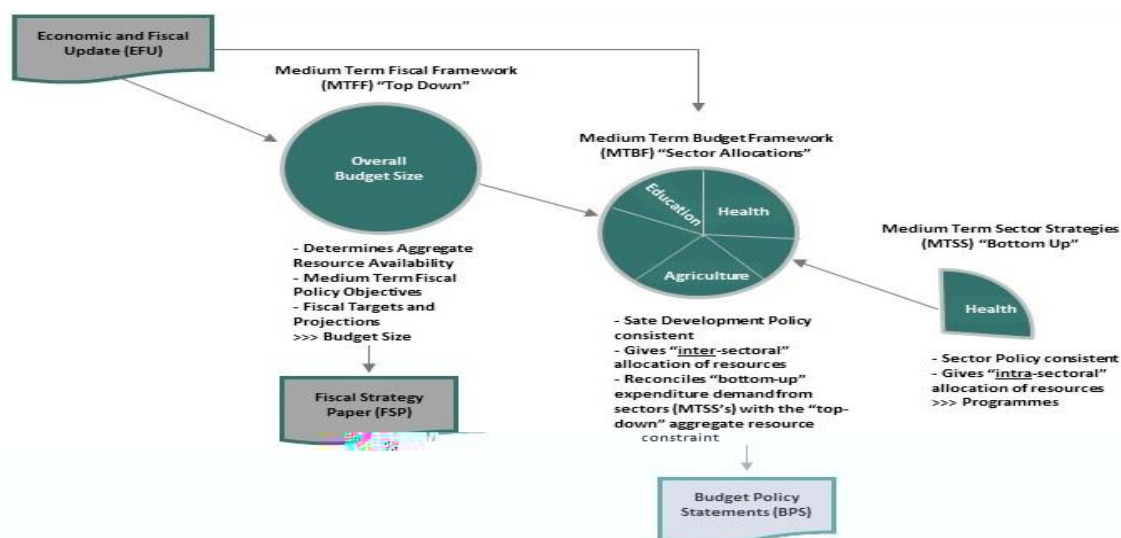 Economic and Fiscal
Update (EFU)
Medium Term Fiscal Framework
(MTFF) “Top Down”
Overall
Budget Size
- Determines Aggregate
Resource Availability
- Medium Term Fiscal
Policy Objectives
- Fiscal Targets and
Projections
>>> Budget Size
Fiscal Strategy
Paper (FSP)
Medium Term Budget Framework
(MTBF) “Sector Allocations”
Education
Health
Agriculture
- Sate Development Policy
consistent
- Gives “inter-sectoral”
allocation of resources
- Reconciles “bottom-up”
expenditure demand from
sectors (MTSS’s) with the “top-
down” aggregate resource
constraint
Budget Policy
Statements (BPS)
Medium Term Sector Strategies
(MTSS) “Bottom Up”
Health
- Sector Policy consistent
- Gives “intra-sectoral”
allocation of resources
>>> Programmes